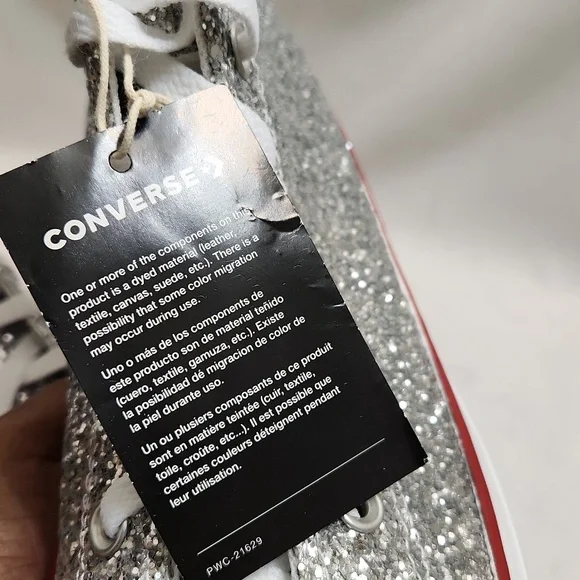 CONVERSE
One or more of the components on this
product is a dyed material (leather,
textile, canvas, suede, etc.). There is a
possibility that some color migration
may occur during use.
Uno o más de los componentes de
este producto son de material teñido
(cuero, textile, gamuza, etc.). Existe
la posibilidad dé migracion de color de
la piel durante uso.
Un ou plusiers composants de ce produit
sont en matière teintée (cuir, textile,
toile, croûte, etc...). Il est possible que
certaines couleurs déteignent pendant
leur utilisation.
PWC-21629